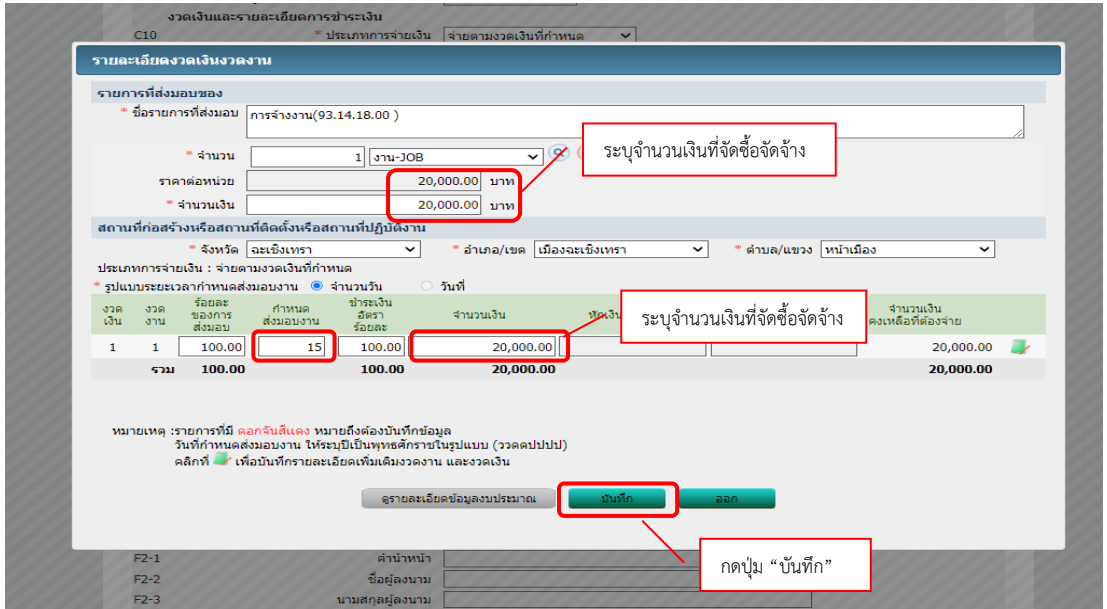 งวดเงินและรายละเอียดการชำระเงิน
C10 * ประเภทการจ่ายเงิน จ่ายตามงวดเงินที่กำหนด
รายละเอียดงวดเงินงวดงาน
รายการที่ส่งมอบของ
* ชื่อรายการที่ส่งมอบ การจ้างงาน(93.14.18.00 )
* จำนวน 1 งาน-JOB
ระบุจำนวนเงินที่จัดซื้อจัดจ้าง
ราคาต่อหน่วย 20,000.00 บาท
* จำนวนเงิน 20,000.00 บาท
สถานที่ก่อสร้างหรือสถานที่ติดตั้งหรือสถานที่ปฏิบัติงาน
* จังหวัด ฉะเชิงเทรา * อำเภอ/เขต เมืองฉะเชิงเทรา * ตำบล/แขวง หน้าเมือง
ประเภทการจ่ายเงิน : จ่ายตามงวดเงินที่กำหนด
* รูปแบบระยะเวลากำหนดส่งมอบงาน จำนวนวัน วันที่
งวดเงิน งวดงาน ร้อยละของการส่งมอบ กำหนดส่งมอบงาน ชำระเงินอัตราร้อยละ จำนวนเงิน หักเงิน จำนวนเงิน คงเหลือที่ต้องจ่าย
ระบุจำนวนเงินที่จัดซื้อจัดจ้าง
1 1 100.00 15 100.00 20,000.00 20,000.00
รวม 100.00 100.00 20,000.00 20,000.00
หมายเหตุ :รายการที่มี ดอกจันสีแดง หมายถึงต้องบันทึกข้อมูล
วันที่กำหนดส่งมอบงาน ให้ระบุปีเป็นพุทธศักราชในรูปแบบ (ววดดปปปป)
คลิกที่ เพื่อบันทึกรายละเอียดเพิ่มเติมงวดงาน และงวดเงิน
ดูรายละเอียดข้อมูลงบประมาณ บันทึก ออก
กดปุ่ม “บันทึก”
F2-1 คำนำหน้า
F2-2 ชื่อผู้ลงนาม
F2-3 นามสกุลผู้ลงนาม